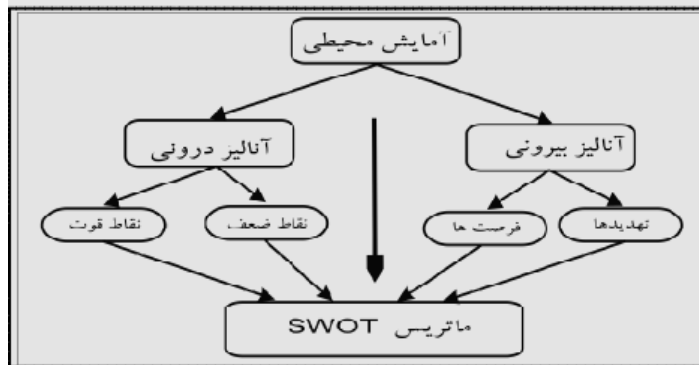 آمایش محیطی
آنالیز بیرونی
آنالیز درونی
تهدیدها
فرصت ها
نقاط ضعف
نقاط قوت
ماتریس SWOT